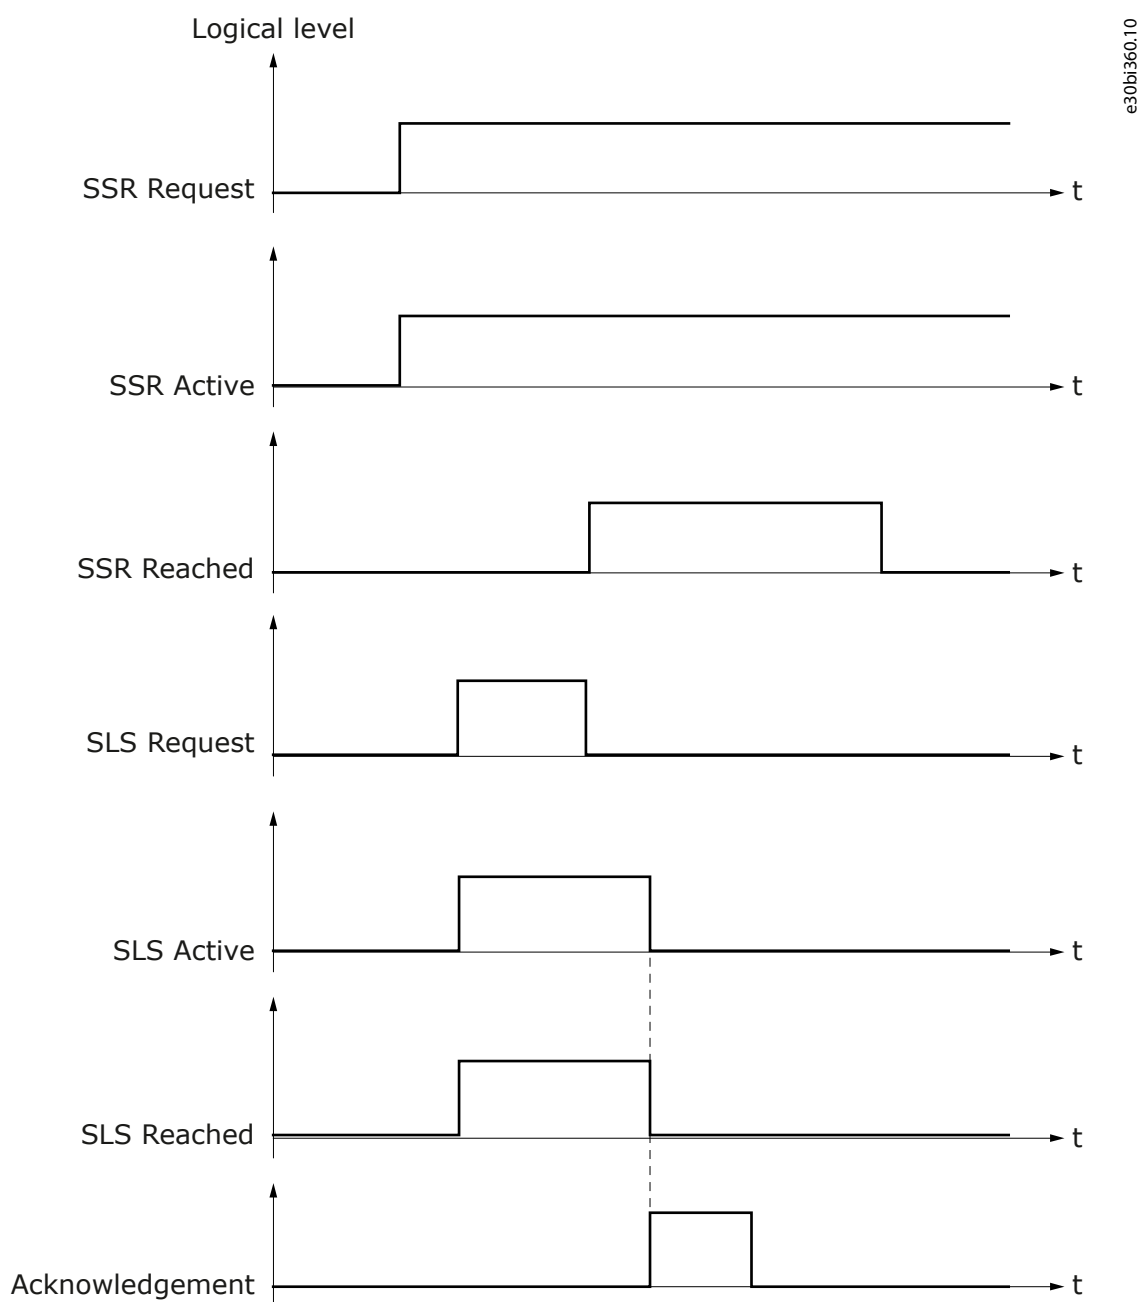 Logical level
e30bi360.10
SSR Request
t
SSR Active
t
SSR Reached
t
SLS Request
t
SLS Active
t
SLS Reached
t
Acknowledgement
t